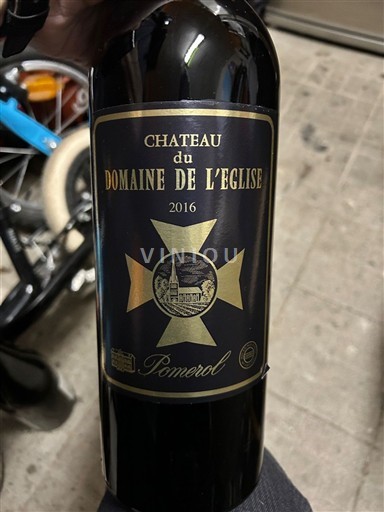 CHATEAU
du
DOMAINE DE L'EGLISE
2016
VINIOU
Pomerol